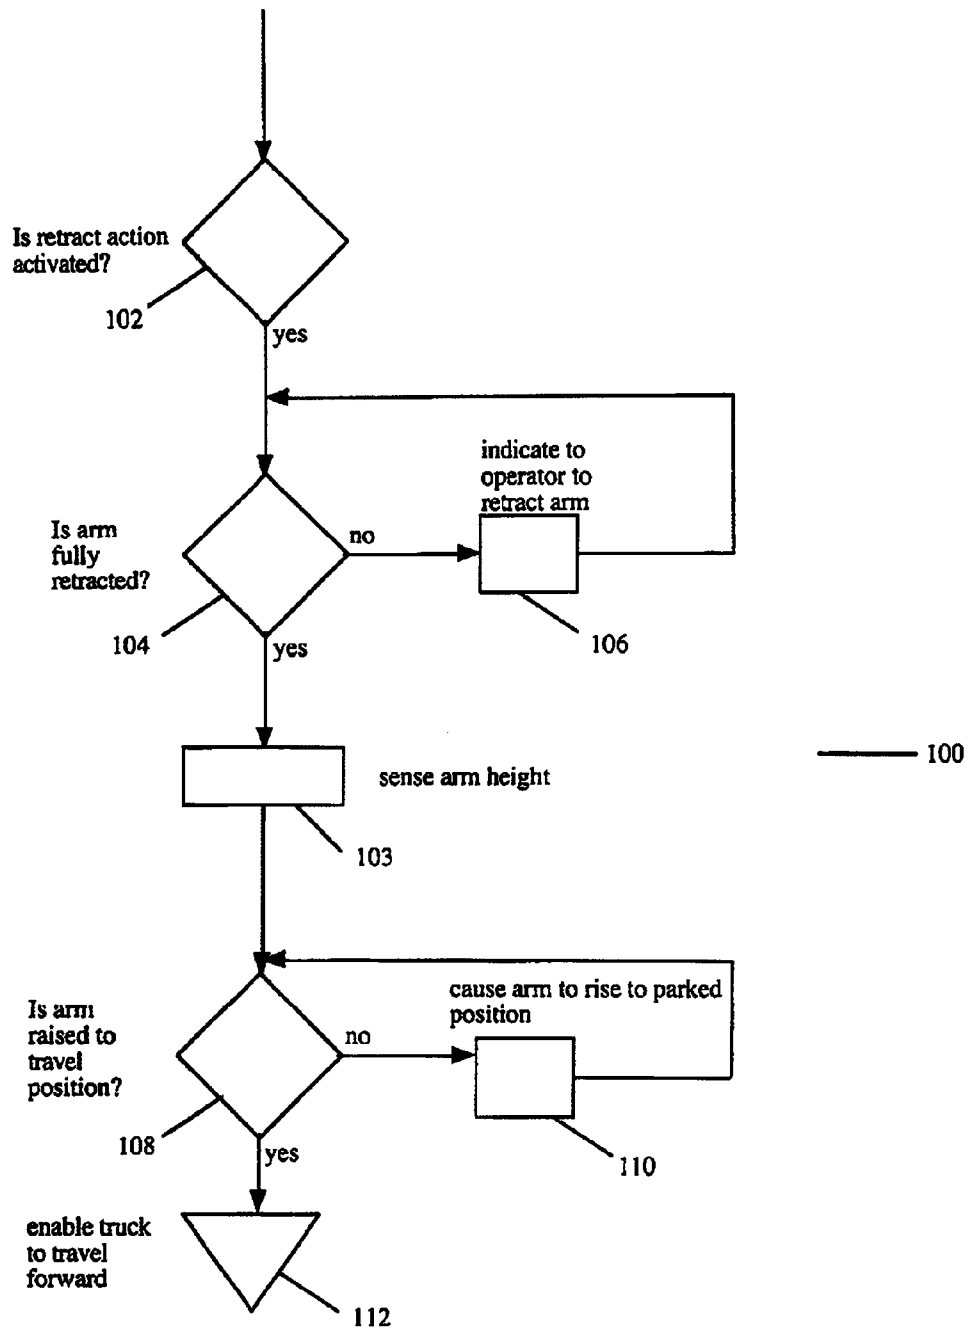 Is retract action
activated?
102
yes
indicate to
operator to
retract arm
Is arm
fully
retracted?
no
104
106
yes
100
sense arm height
103
cause arm to rise to parked
position
Is arm
raised to
travel
position?
no
108
110
yes
enable truck
to travel
forward
112